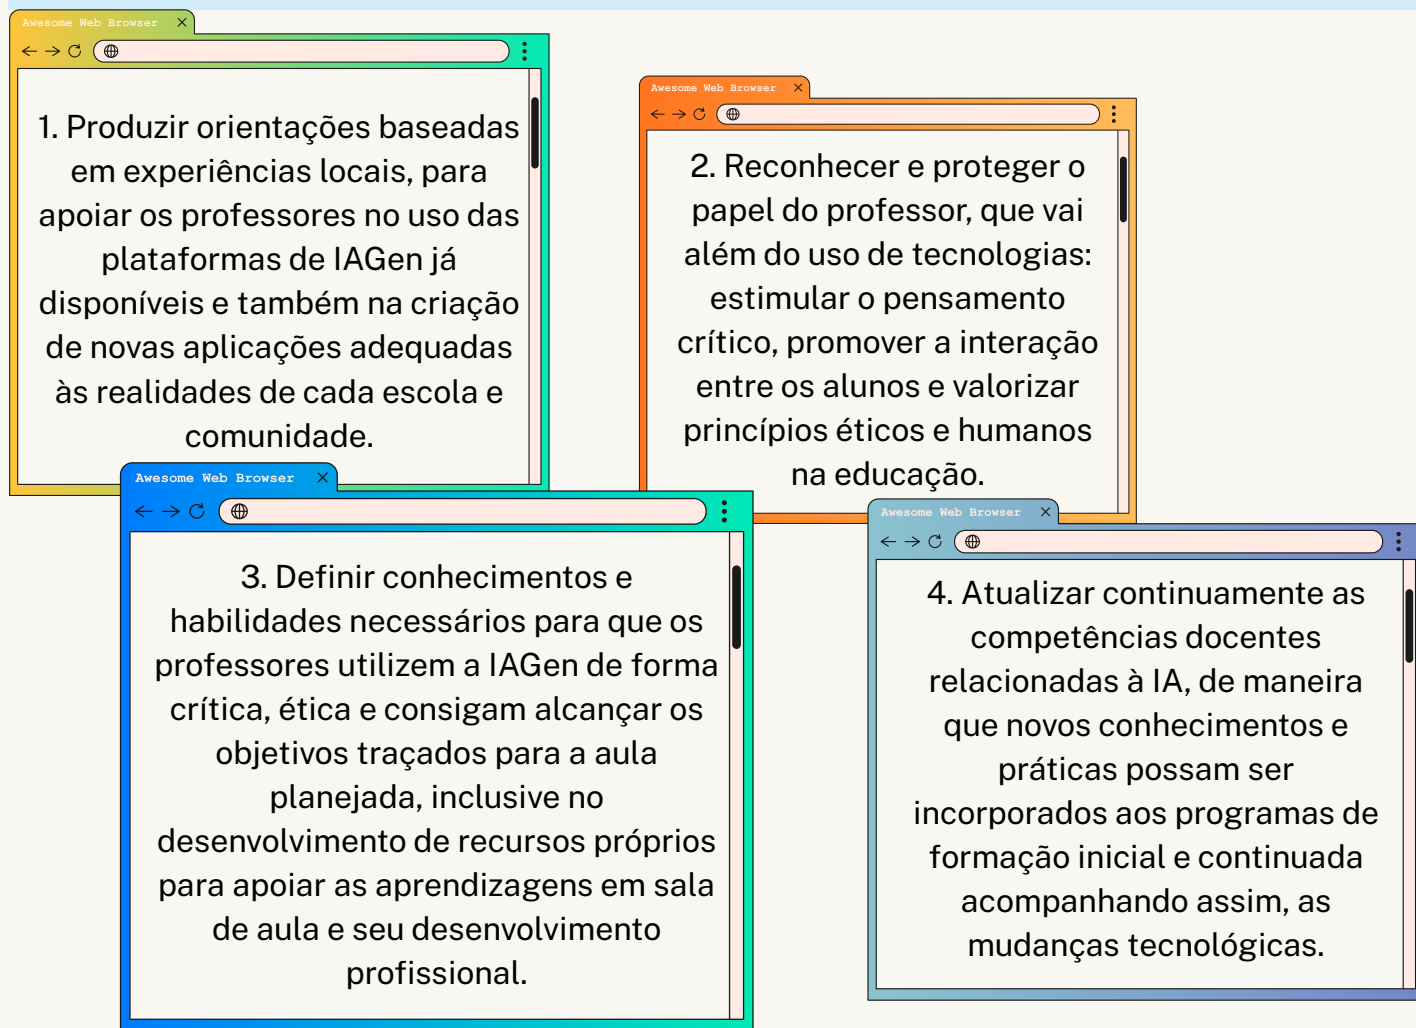 Awesome Web Browser
1. Produzir orientações baseadas
em experiências locais, para
apoiar os professores no uso das
plataformas de IAGen já
disponíveis e também na criação
de novas aplicações adequadas
às realidades de cada escola e
comunidade.
Awesome Web Browser
2. Reconhecer e proteger o
papel do professor, que vai
além do uso de tecnologias:
estimular o pensamento
crítico, promover a interação
entre os alunos e valorizar
princípios éticos e humanos
na educação.
Awesome Web Browser
3. Definir conhecimentos e
habilidades necessários para que os
professores utilizem a IAGen de forma
crítica, ética e consigam alcançar os
objetivos traçados para a aula
planejada, inclusive no
desenvolvimento de recursos próprios
para apoiar as aprendizagens em sala
de aula e seu desenvolvimento
profissional.
Awesome Web Browser
4. Atualizar continuamente as
competências docentes
relacionadas à IA, de maneira
que novos conhecimentos e
práticas possam ser
incorporados aos programas de
formação inicial e continuada
acompanhando assim, as
mudanças tecnológicas.